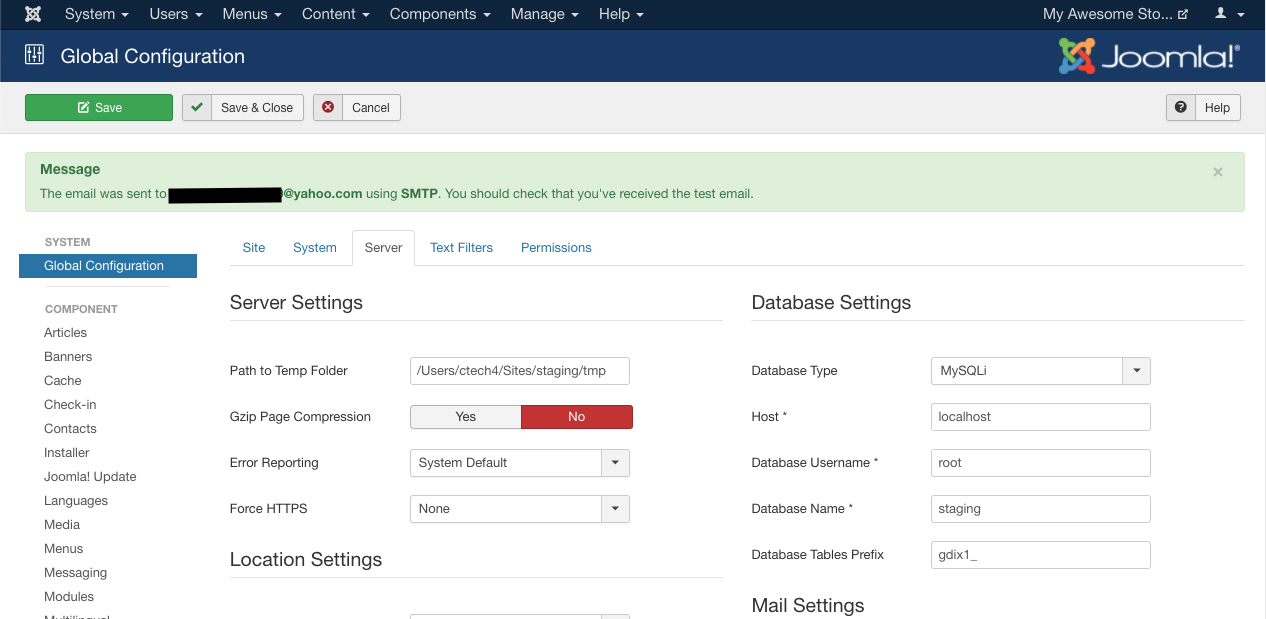 System Users Menus Content Components Manage Help My Awesome Sto...
Global Configuration
Joomla!®
Save Save & Close Cancel Help
Message
The email was sent to @yahoo.com using SMTP. You should check that you've received the test email.
SYSTEM
Global Configuration
COMPONENT
Articles
Banners
Cache
Check-in
Contacts
Installer
Joomla! Update
Languages
Media
Menus
Messaging
Modules
Multilingual
Site System Server Text Filters Permissions
Server Settings
Path to Temp Folder /Users/ctech4/Sites/staging/tmp
Gzip Page Compression Yes No
Error Reporting System Default
Force HTTPS None
Location Settings
Database Settings
Database Type MySQLi
Host * localhost
Database Username * root
Database Name * staging
Database Tables Prefix gdix1_
Mail Settings